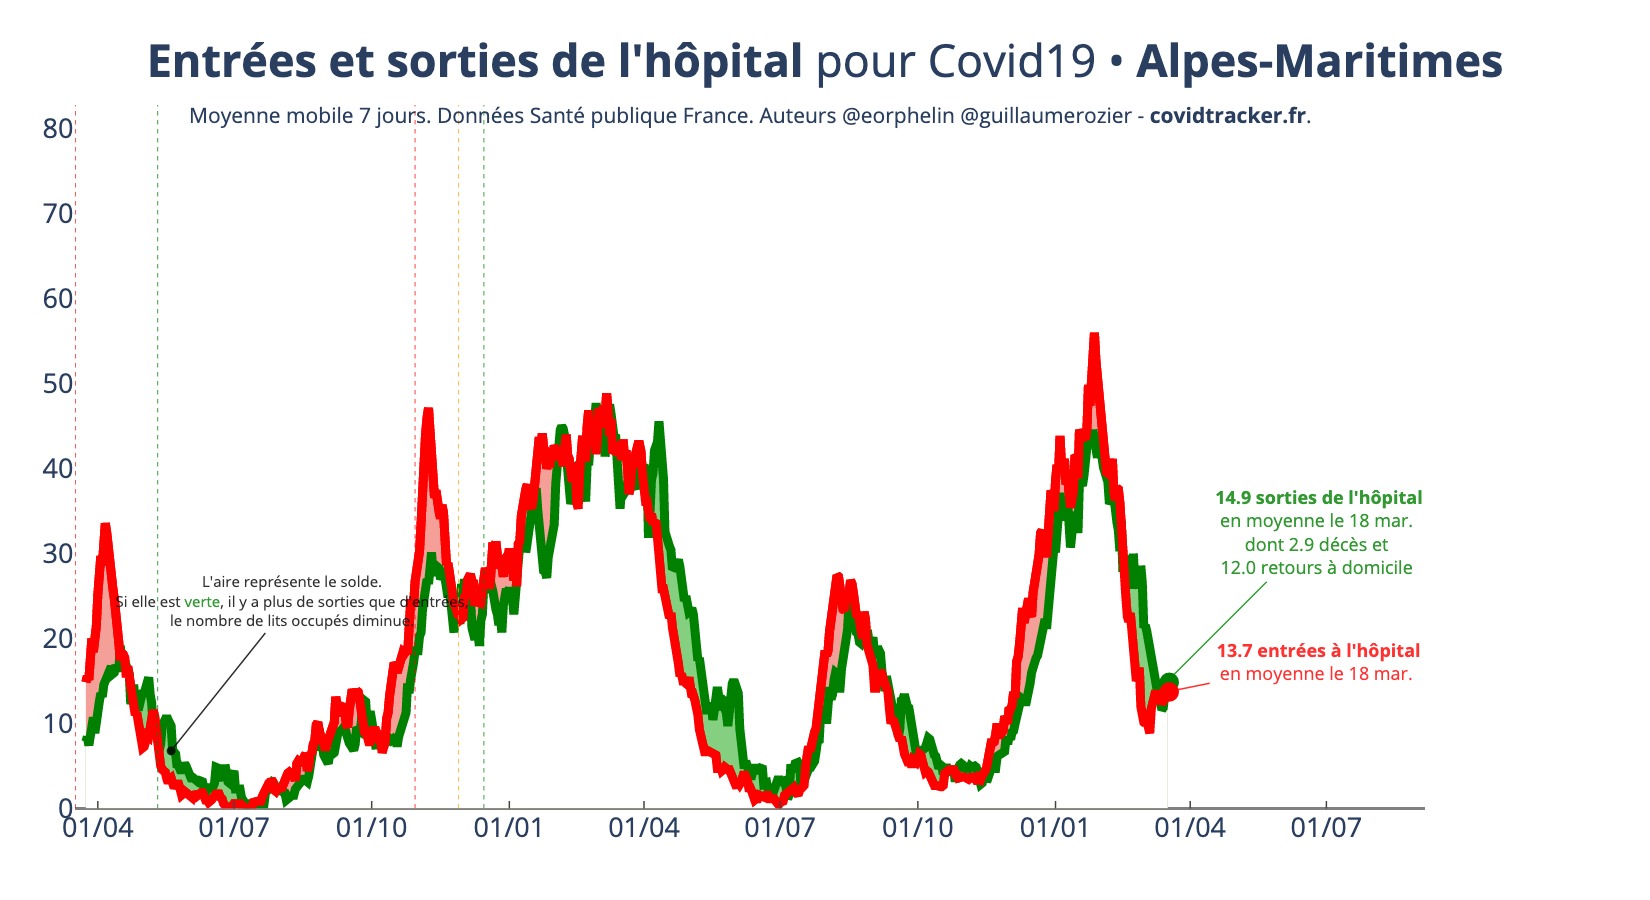 Entrées et sorties de l'hôpital pour Covid19 • Alpes-Maritimes
Moyenne mobile 7 jours. Données Santé publique France. Auteurs @eorphelin @guillaumerozier - covidtracker.fr.
80
70
60
50
40
30
20
10
0
L'aire représente le solde.
Si elle est verte, il y a plus de sorties que d'entrées,
le nombre de lits occupés diminue.
14.9 sorties de l'hôpital
en moyenne le 18 mar.
dont 2.9 décès et
12.0 retours à domicile
13.7 entrées à l'hôpital
en moyenne le 18 mar.
01/04 01/07 01/10 01/01 01/04 01/07 01/10 01/01 01/04 01/07